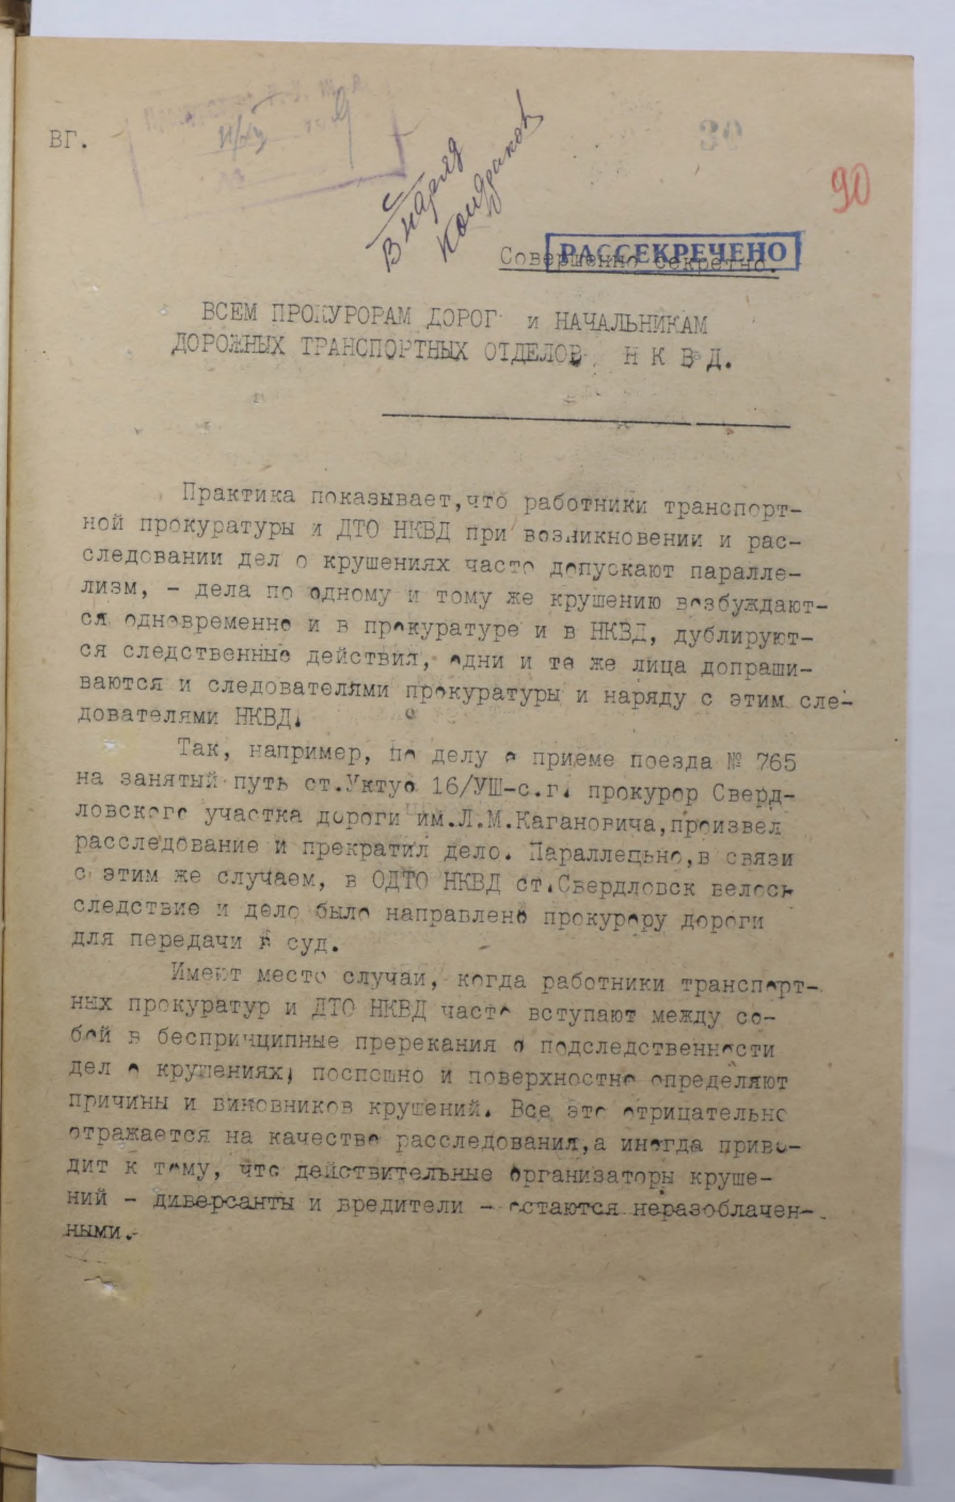 ВГ.
В наряд
Кондраков
90
Совершенно секретно.
РАССЕКРЕЧЕНО
ВСЕМ ПРОКУРОРАМ ДОРОГ и НАЧАЛЬНИКАМ
ДОРОЖНЫХ ТРАНСПОРТНЫХ ОТДЕЛОВ Н К В Д.
Практика показывает,что работники транспорт-
ной прокуратуры и ДТО НКВД при возникновении и рас-
следовании дел о крушениях часто допускают паралле-
лизм, - дела по одному и тому же крушению возбуждают-
ся одновременно и в прокуратуре и в НКВД, дублируют-
ся следственные действия, одни и те же лица допраши-
ваются и следователями прокуратуры и наряду с этим сле-
дователями НКВД.
Так, например, по делу о приеме поезда № 765
на занятый путь ст.Уктус 16/УШ-с.г. прокурор Сверд-
ловского участка дороги им.Л.М.Кагановича,произвел
расследование и прекратил дело. Параллельно,в связи
с этим же случаем, в ОДТО НКВД ст.Свердловск велось
следствие и дело было направлено прокурору дороги
для передачи в суд.
Имеют место случаи, когда работники транспорт-
ных прокуратур и ДТО НКВД часто вступают между со-
бой в беспринципные пререкания о подследственности
дел о крушениях, поспешно и поверхностно определяют
причины и виновников крушений. Все это отрицательно
отражается на качестве расследования,а иногда приво-
дит к тому, что действительные организаторы круше-
ний - диверсанты и вредители - остаются неразоблачен-
ными.-